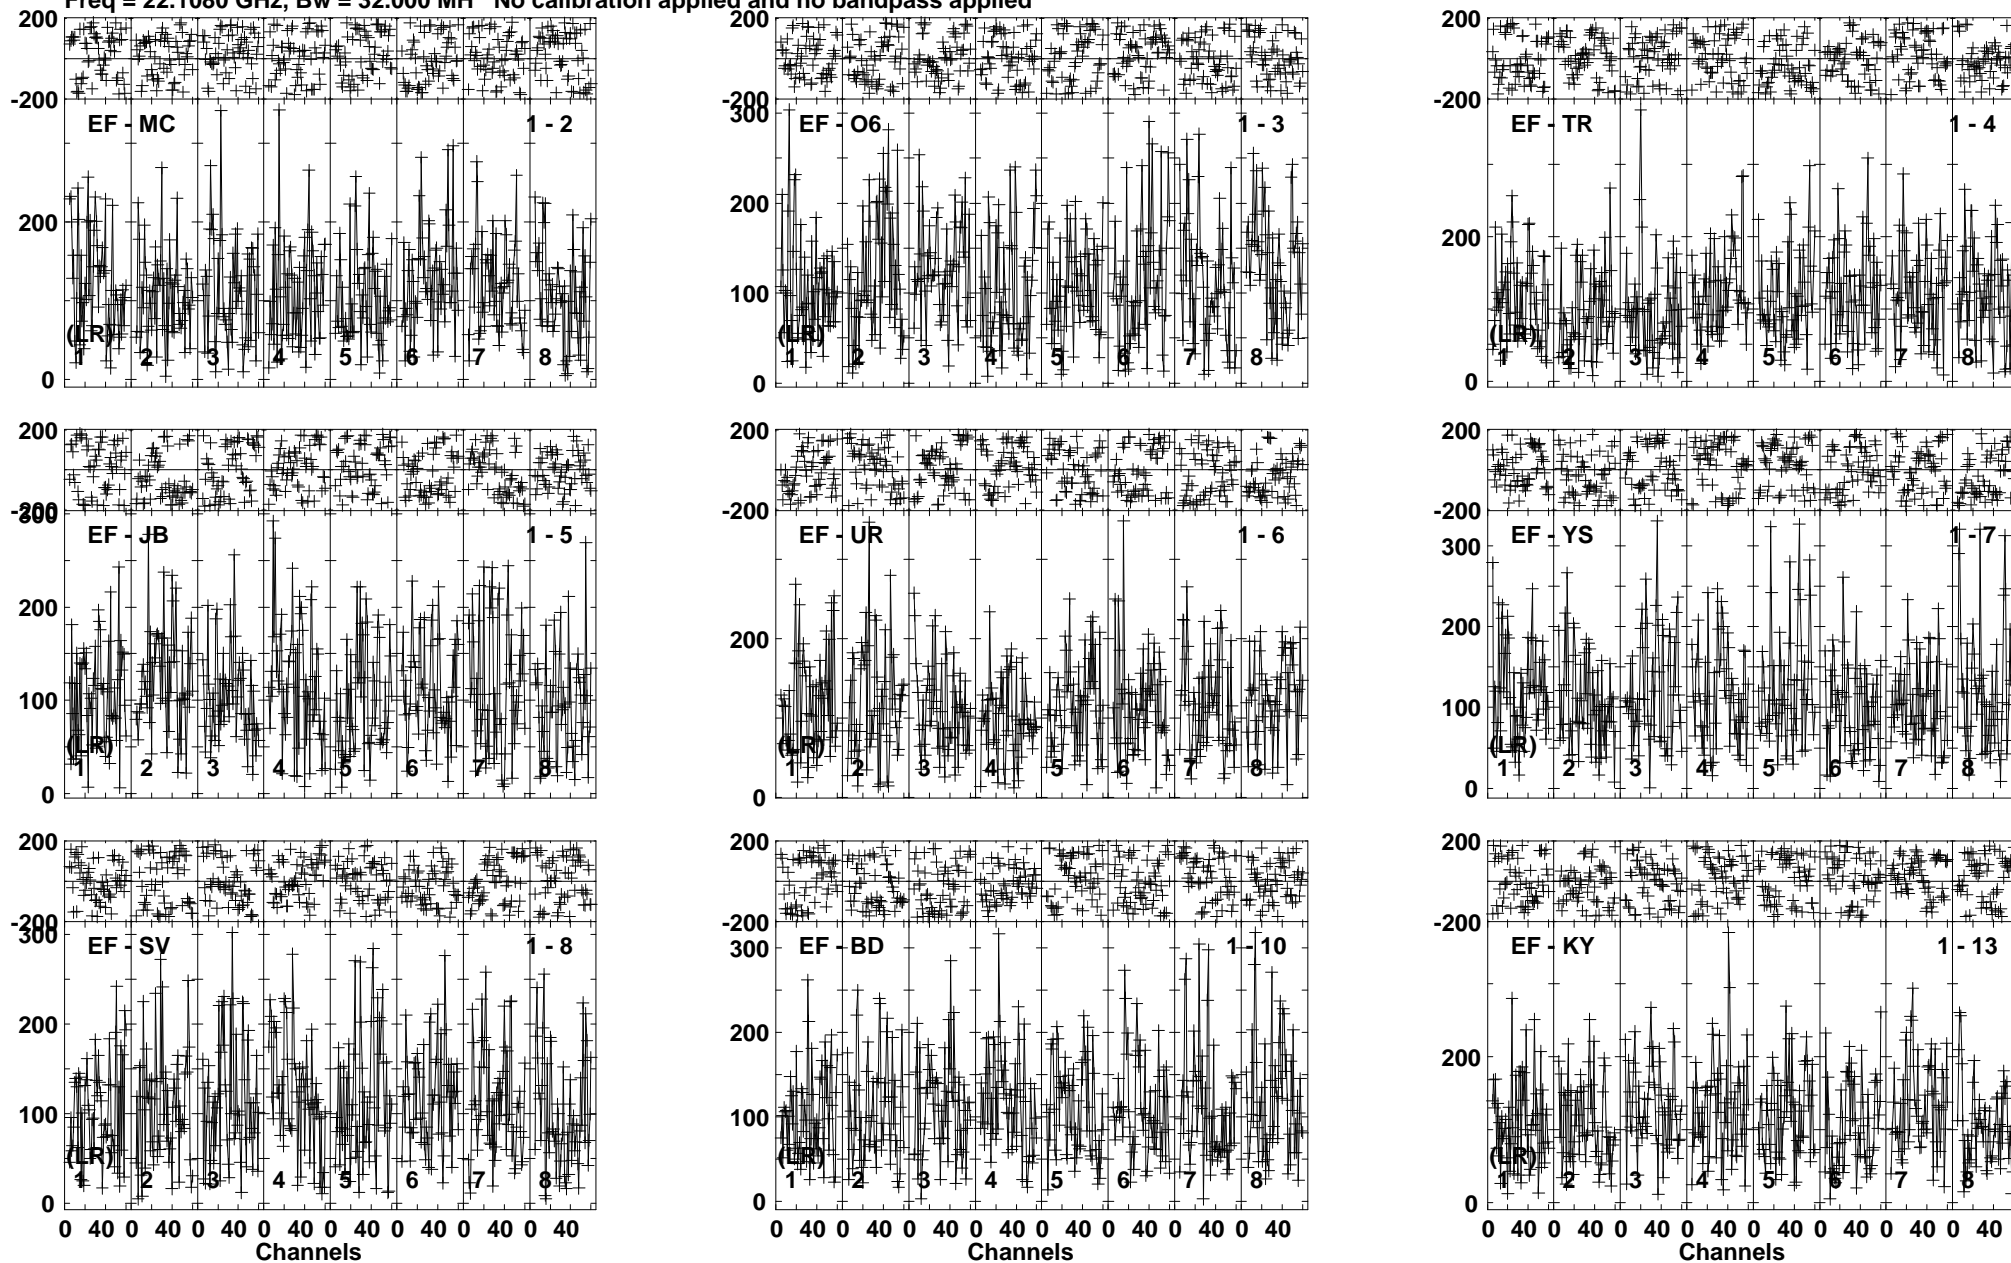 Freq = 22.1080 GHz, Bw = 32.000 MH   No calibration applied and no bandpass applied
200 200 200
-200 -200 -200
EF - MC 1 - 2 300 EF - O6 1 - 3 EF - TR 1 - 4
200 200 200
100
(LR) (LR) (LR)
1 2 3 4 5 6 7 8 1 2 3 4 5 6 7 8 1 2 3 4 5 6 7 8
0 0 0
200 200 200
-200 -200 -200
300 EF - JB 1 - 5 EF - UR 1 - 6 300 EF - YS 1 - 7
200 200 200
100 100
(LR) (LR) (LR)
1 2 3 4 5 6 7 8 1 2 3 4 5 6 7 8 1 2 3 4 5 6 7 8
0 0 0
200 200 200
-200 -200 -200
300 EF - SV 1 - 8 300 EF - BD 1 - 10 EF - KY 1 - 13
200 200 200
100 100
(LR) (LR) (LR)
1 2 3 4 5 6 7 8 1 2 3 4 5 6 7 8 1 2 3 4 5 6 7 8
0 0 0
0 40 0 40 0 40 0 40 0 40 0 40 0 40 0 40 0 40 0 40 0 40 0 40 0 40 0 40 0 40 0 40 0 40 0 40 0 40 0 40 0 40 0 40 0 40 0 40
Channels Channels Channels